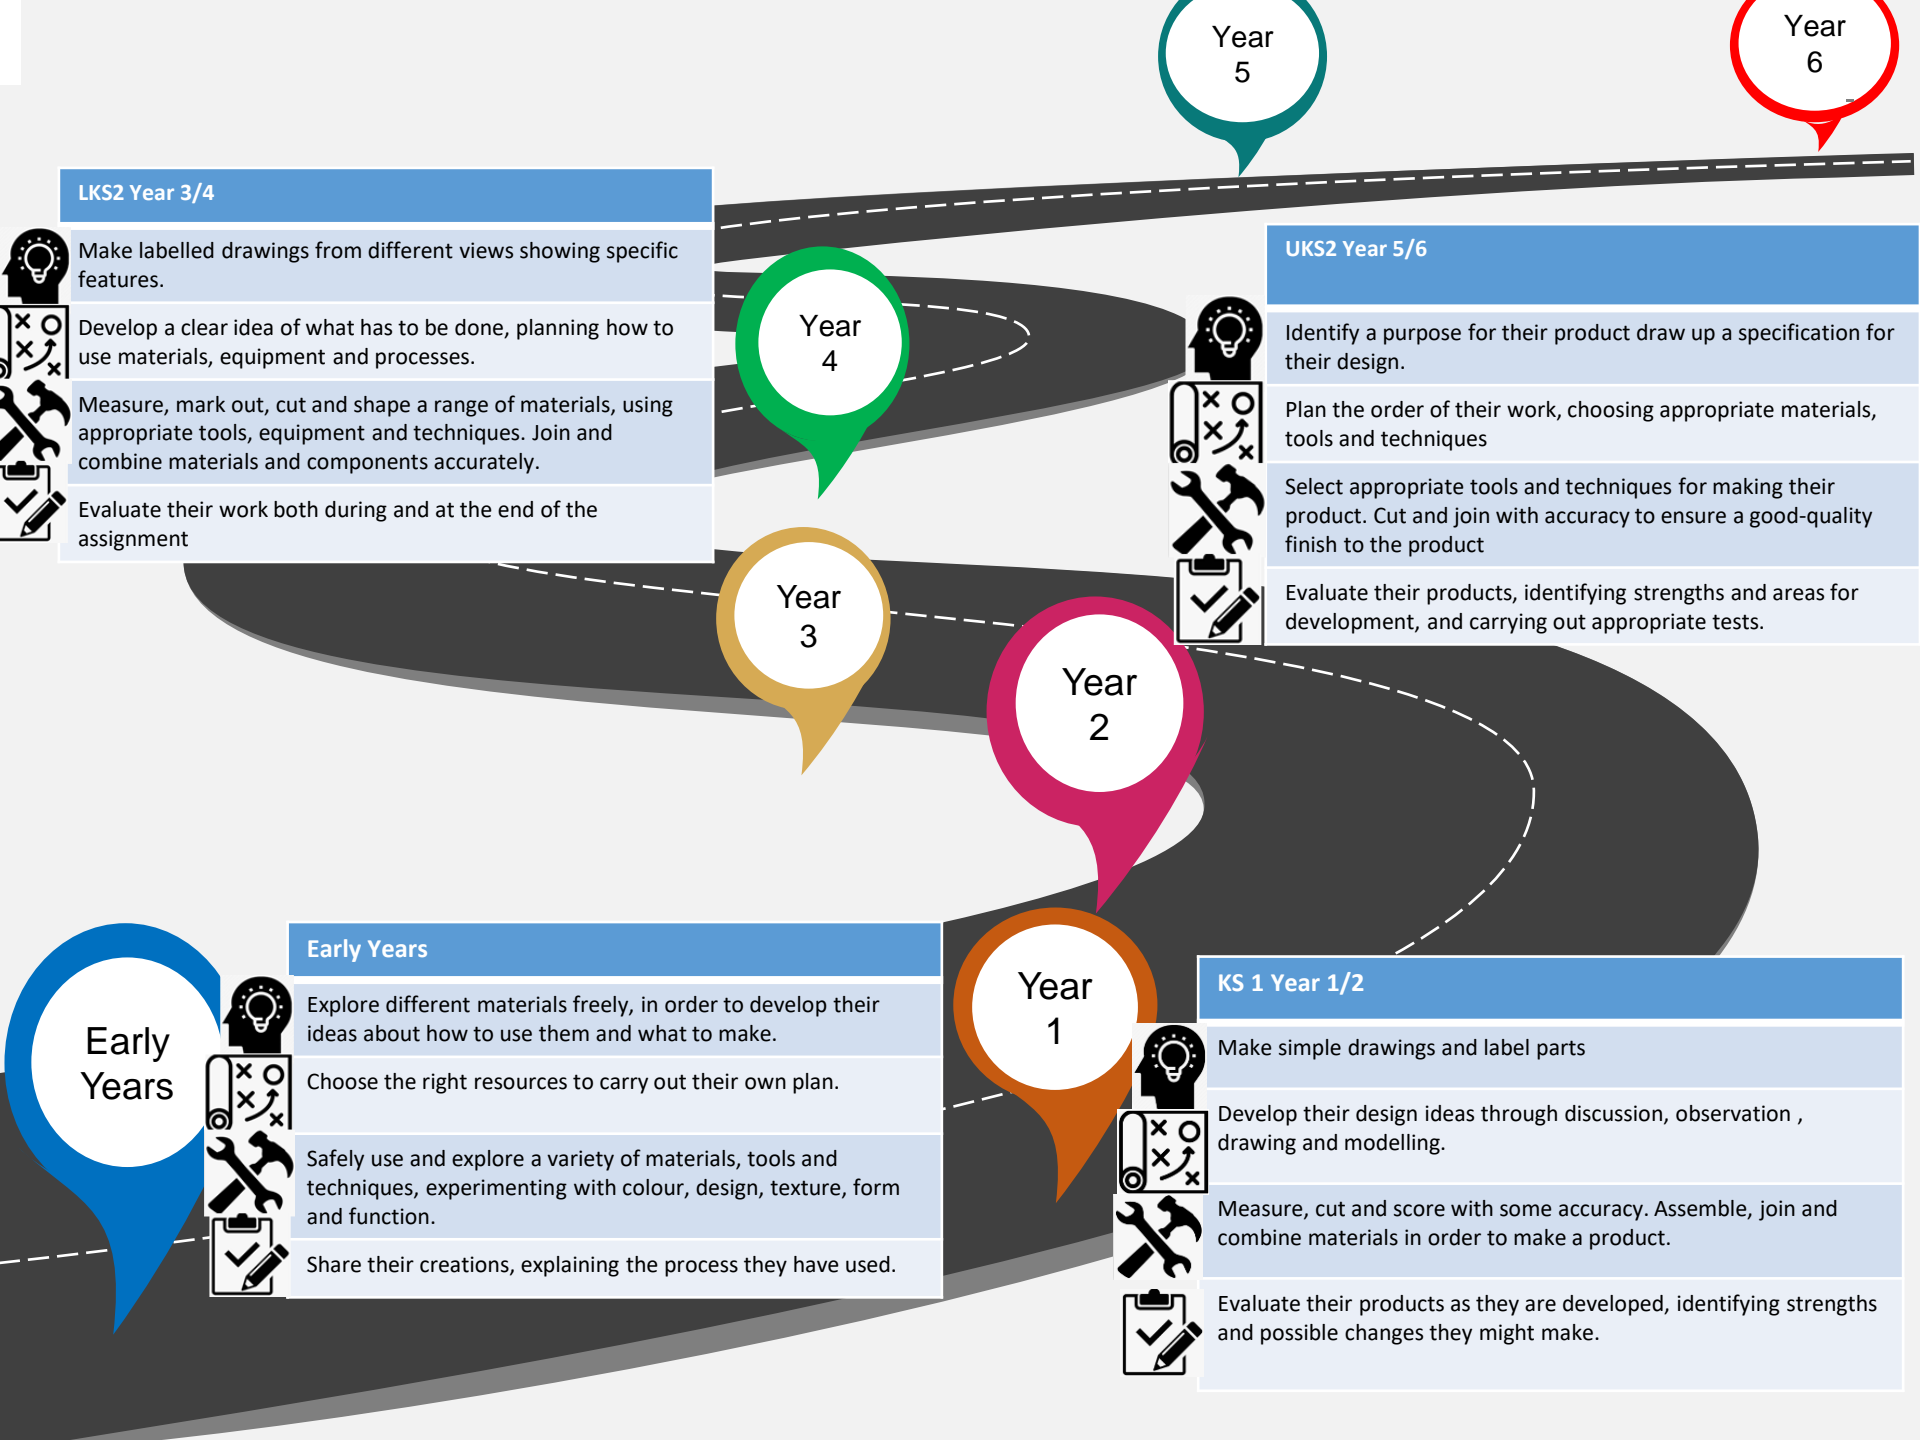 Year
5
Year
6
LKS2 Year 3/4
Make labelled drawings from different views showing specific
features.
Develop a clear idea of what has to be done, planning how to
use materials, equipment and processes.
Measure, mark out, cut and shape a range of materials, using
appropriate tools, equipment and techniques. Join and
combine materials and components accurately.
Evaluate their work both during and at the end of the
assignment
Year
4
UKS2 Year 5/6
Identify a purpose for their product draw up a specification for
their design.
Plan the order of their work, choosing appropriate materials,
tools and techniques
Select appropriate tools and techniques for making their
product. Cut and join with accuracy to ensure a good-quality
finish to the product
Evaluate their products, identifying strengths and areas for
development, and carrying out appropriate tests.
Year
3
Year
2
Early
Years
Early Years
Explore different materials freely, in order to develop their
ideas about how to use them and what to make.
Choose the right resources to carry out their own plan.
Safely use and explore a variety of materials, tools and
techniques, experimenting with colour, design, texture, form
and function.
Share their creations, explaining the process they have used.
Year
1
KS 1 Year 1/2
Make simple drawings and label parts
Develop their design ideas through discussion, observation ,
drawing and modelling.
Measure, cut and score with some accuracy. Assemble, join and
combine materials in order to make a product.
Evaluate their products as they are developed, identifying strengths
and possible changes they might make.